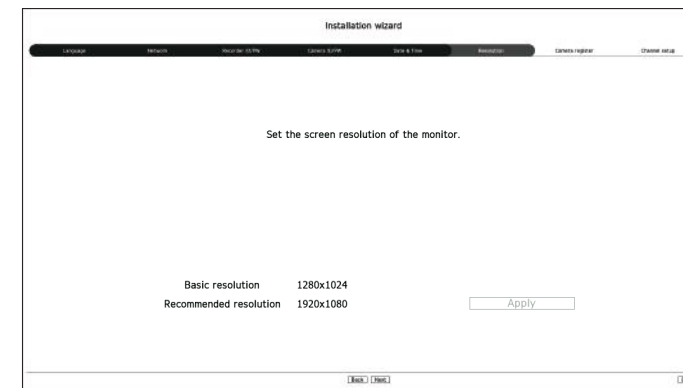 Installation wizard
Language Network Recorder ID/PW Camera ID/PW Date & Time Resolution Camera register Channel setup
Set the screen resolution of the monitor.
Basic resolution 1280x1024
Recommended resolution 1920x1080 Apply
Back Next